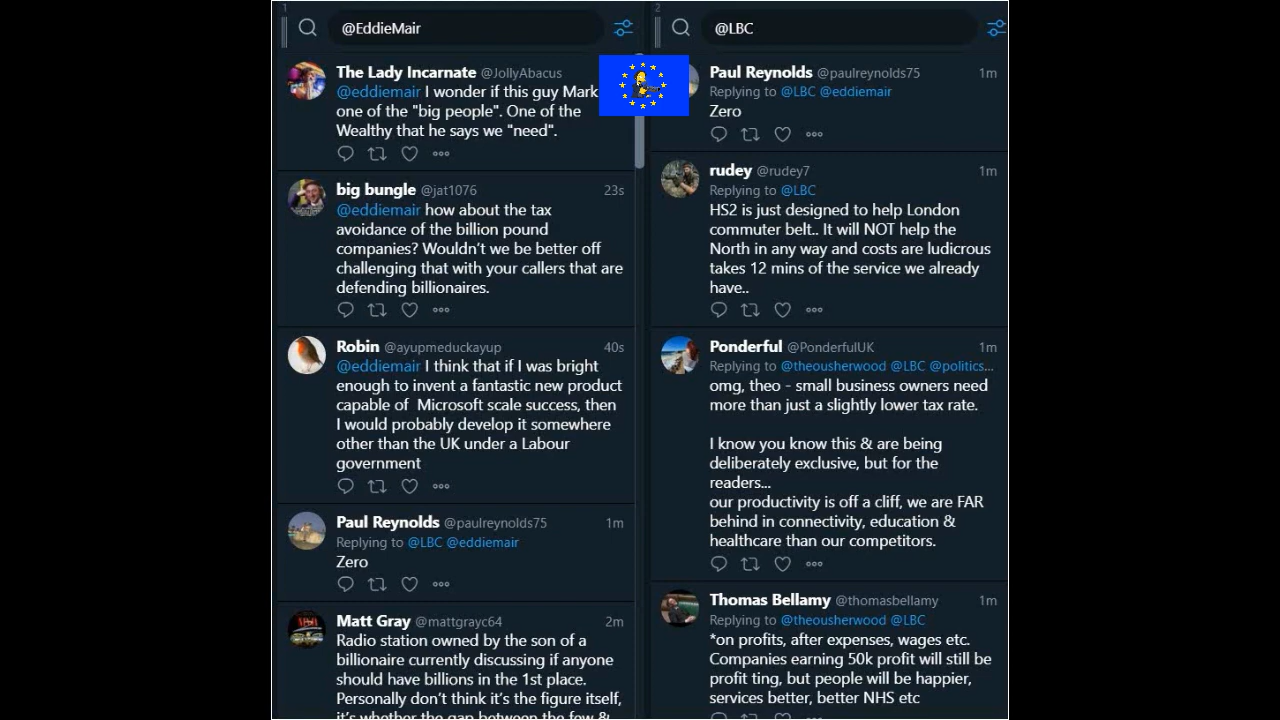 1
@EddieMair
The Lady Incarnate @JollyAbacus
@eddiemair I wonder if this guy Mark
one of the "big people". One of the
Wealthy that he says we "need".
big bungle @jat1076 23s
@eddiemair how about the tax
avoidance of the billion pound
companies? Wouldn't we be better off
challenging that with your callers that are
defending billionaires.
Robin @ayupmeduckayup 40s
@eddiemair I think that if I was bright
enough to invent a fantastic new product
capable of Microsoft scale success, then
I would probably develop it somewhere
other than the UK under a Labour
government
Paul Reynolds @paulreynolds75 1m
Replying to @LBC @eddiemair
Zero
Matt Gray @mattgrayc64 2m
Radio station owned by the son of a
billionaire currently discussing if anyone
should have billions in the 1st place.
Personally don't think it's the figure itself,
it's whether the gap between the few &
2
@LBC
Paul Reynolds @paulreynolds75 1m
Replying to @LBC @eddiemair
Zero
rudey @rudey7 1m
Replying to @LBC
HS2 is just designed to help London
commuter belt.. It will NOT help the
North in any way and costs are ludicrous
takes 12 mins of the service we already
have..
Ponderful @PonderfulUK 1m
Replying to @theousherwood @LBC @politics...
omg, theo - small business owners need
more than just a slightly lower tax rate.
I know you know this & are being
deliberately exclusive, but for the
readers...
our productivity is off a cliff, we are FAR
behind in connectivity, education &
healthcare than our competitors.
Thomas Bellamy @thomasbellamy 1m
Replying to @theousherwood @LBC
*on profits, after expenses, wages etc.
Companies earning 50k profit will still be
profit ting, but people will be happier,
services better, better NHS etc